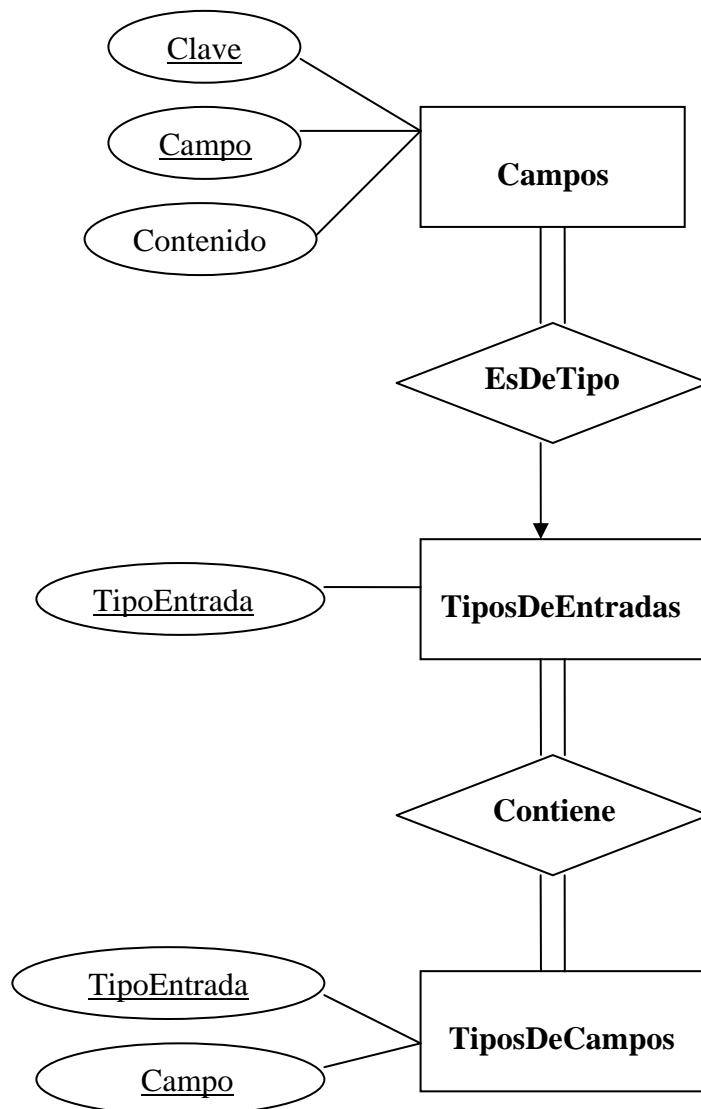 Clave
Campo
Campos
Contenido
EsDeTipo
TipoEntrada
TiposDeEntradas
Contiene
TipoEntrada
TiposDeCampos
Campo